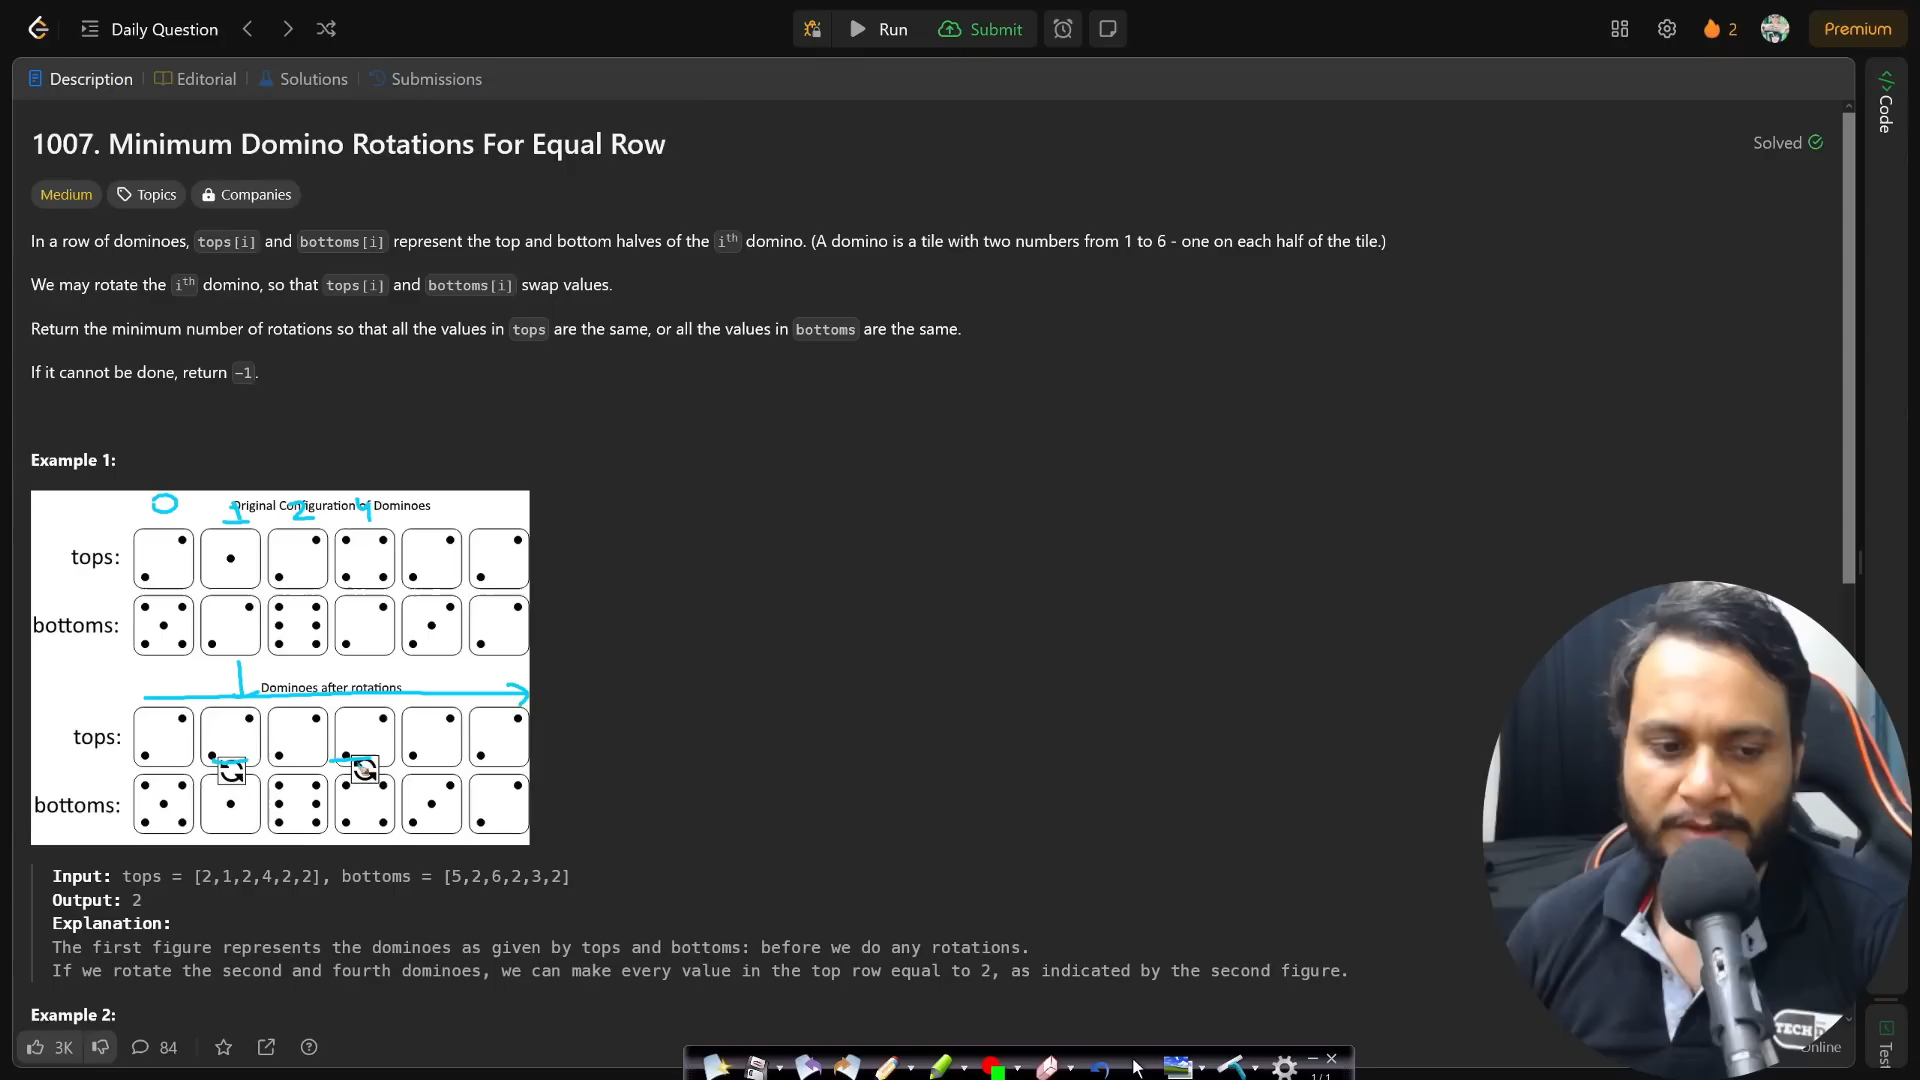 Daily Question
Run
Submit
2
Premium
Description
Editorial
Solutions
Submissions
Code
1007. Minimum Domino Rotations For Equal Row
Solved
Medium
Topics
Companies
In a row of dominoes, tops[i] and bottoms[i] represent the top and bottom halves of the ith domino. (A domino is a tile with two numbers from 1 to 6 - one on each half of the tile.)
We may rotate the ith domino, so that tops[i] and bottoms[i] swap values.
Return the minimum number of rotations so that all the values in tops are the same, or all the values in bottoms are the same.
If it cannot be done, return -1.
Example 1:
Original Configuration of Dominoes
0 1 2 4
tops:
bottoms:
Dominoes after rotations
tops:
bottoms:
Input: tops = [2,1,2,4,2,2], bottoms = [5,2,6,2,3,2]
Output: 2
Explanation:
The first figure represents the dominoes as given by tops and bottoms: before we do any rotations.
If we rotate the second and fourth dominoes, we can make every value in the top row equal to 2, as indicated by the second figure.
Example 2:
3K
84
TECH
Online
1/1